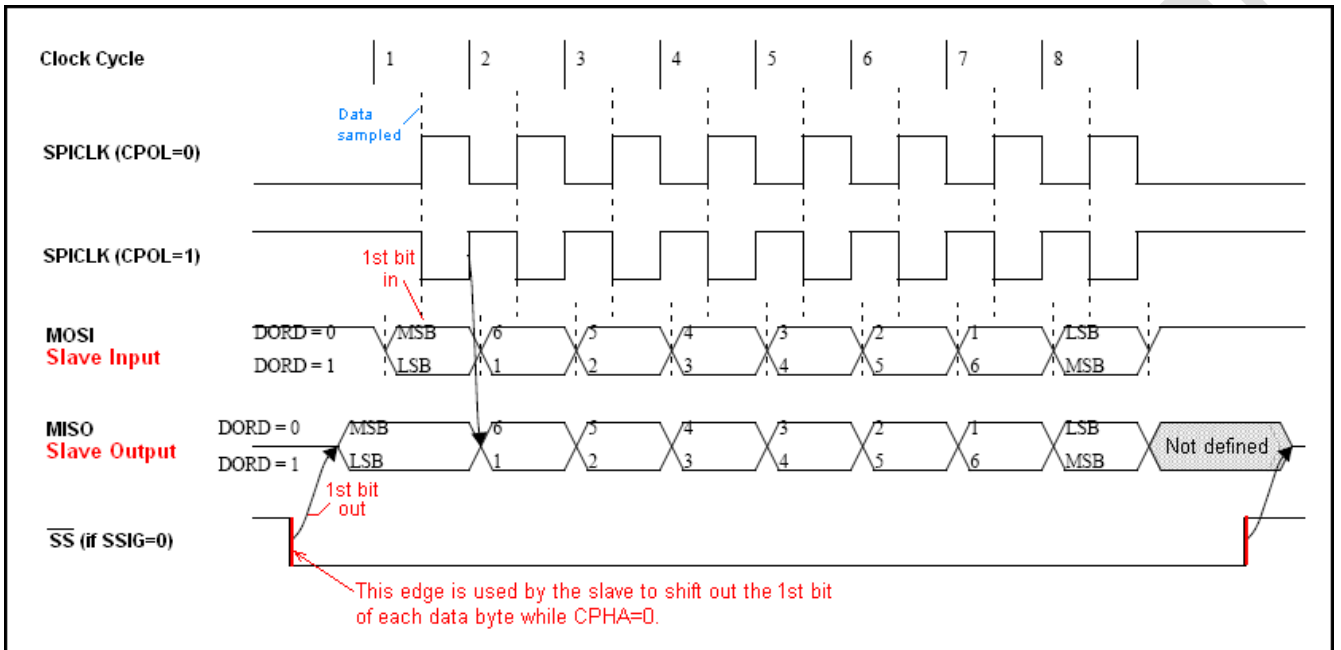 Clock Cycle 1 2 3 4 5 6 7 8
Data
sampled
SPICLK (CPOL=0)
SPICLK (CPOL=1)
1st bit
in
MOSI DORD = 0 MSB 6 5 4 3 2 1 LSB
Slave Input DORD = 1 LSB 1 2 3 4 5 6 MSB
MISO DORD = 0 MSB 6 5 4 3 2 1 LSB
Slave Output DORD = 1 LSB 1 2 3 4 5 6 MSB
Not defined
1st bit
out
SS (if SSIG=0)
This edge is used by the slave to shift out the 1st bit
of each data byte while CPHA=0.